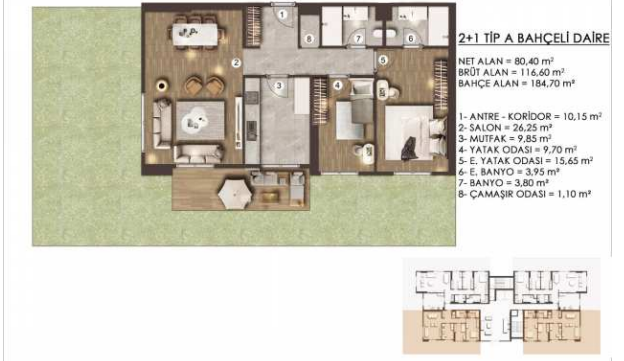 2+1 TİP A BAHÇELİ DAİRE
NET ALAN = 80,40 m²
BRÜT ALAN = 116,60 m²
BAHÇE ALAN = 184,70 m²
1- ANTRE - KORİDOR = 10,15 m²
2- SALON = 26,25 m²
3- MUTFAK = 9,85 m²
4- YATAK ODASI = 9,70 m²
5- E. YATAK ODASI = 15,65 m²
6- E. BANYO = 3,95 m²
7- BANYO = 3,80 m²
8- ÇAMAŞIR ODASI = 1,10 m²
1
8
7
6
2
5
3
4